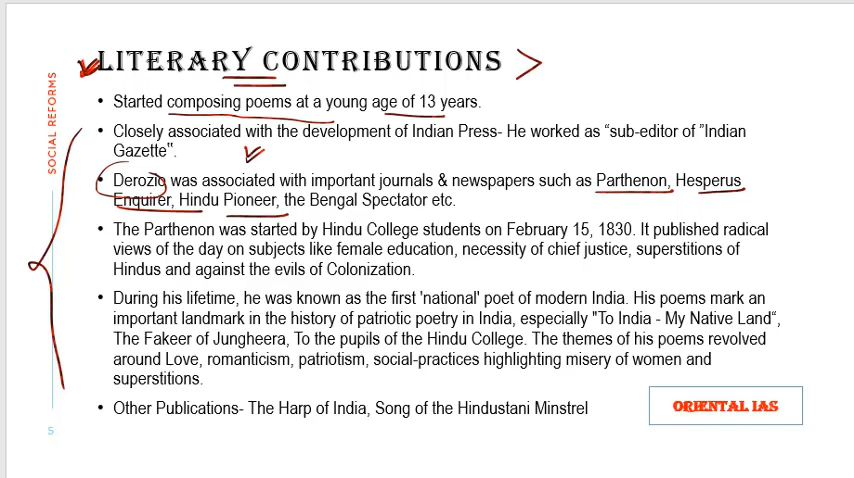 LITERARY CONTRIBUTIONS
SOCIAL REFORMS
• Started composing poems at a young age of 13 years.
• Closely associated with the development of Indian Press- He worked as “sub-editor of ”Indian
Gazette‟.
• Derozio was associated with important journals & newspapers such as Parthenon, Hesperus
Enquirer, Hindu Pioneer, the Bengal Spectator etc.
• The Parthenon was started by Hindu College students on February 15, 1830. It published radical
views of the day on subjects like female education, necessity of chief justice, superstitions of
Hindus and against the evils of Colonization.
• During his lifetime, he was known as the first 'national' poet of modern India. His poems mark an
important landmark in the history of patriotic poetry in India, especially "To India - My Native Land“,
The Fakeer of Jungheera, To the pupils of the Hindu College. The themes of his poems revolved
around Love, romanticism, patriotism, social-practices highlighting misery of women and
superstitions.
• Other Publications- The Harp of India, Song of the Hindustani Minstrel
ORIENTAL IAS
5